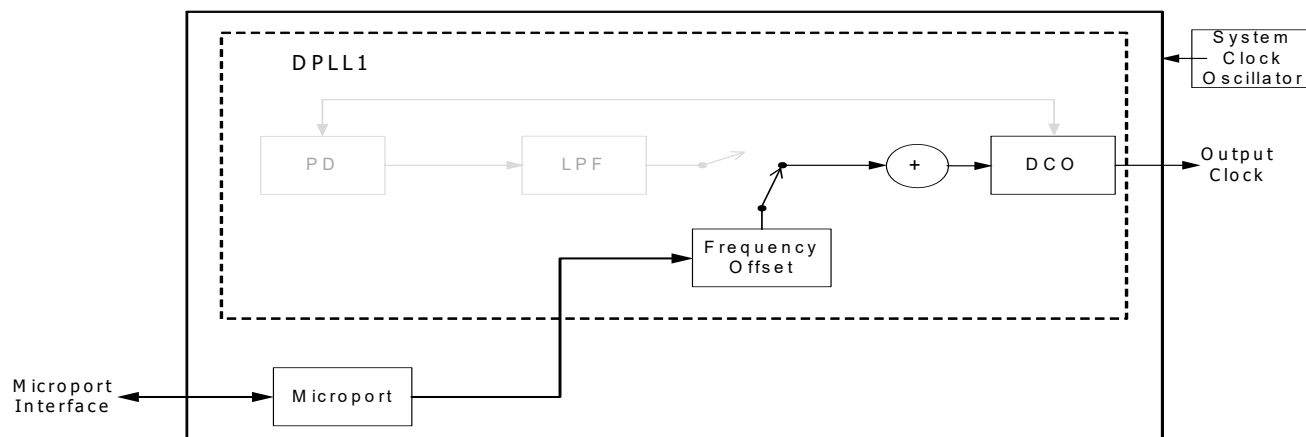 DPLL1
System
Clock
Oscillator
PD
LPF
+
DCO
Output
Clock
Frequency
Offset
Microport
Interface
Microport